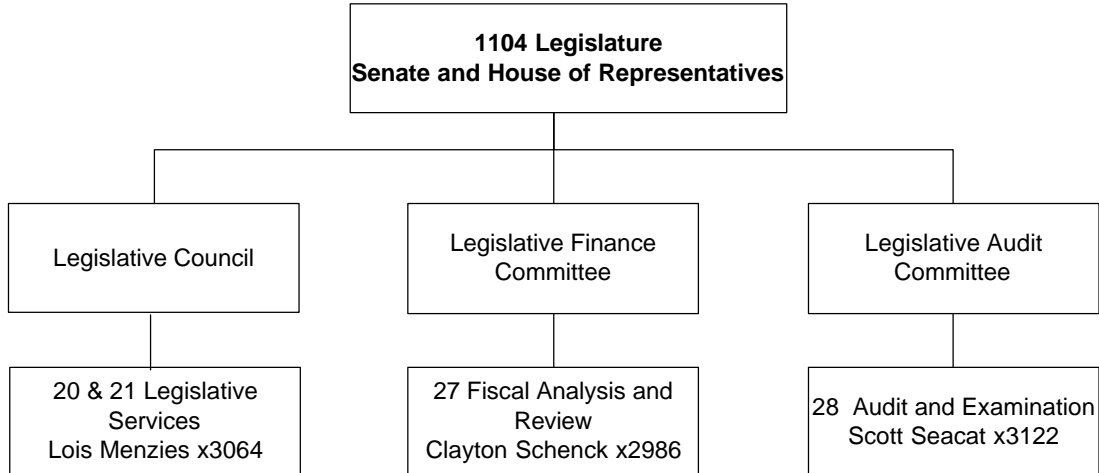 1104 Legislature
Senate and House of Representatives
Legislative Council
Legislative Finance
Committee
Legislative Audit
Committee
20 & 21 Legislative
Services
Lois Menzies x3064
27 Fiscal Analysis and
Review
Clayton Schenck x2986
28 Audit and Examination
Scott Seacat x3122